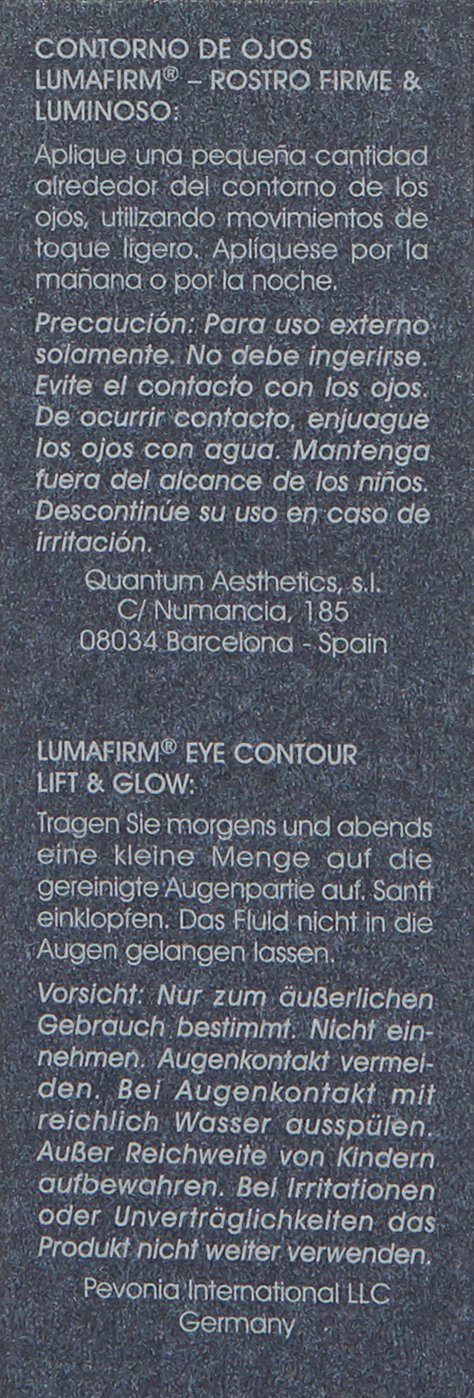 CONTORNO DE OJOS
LUMAFIRM® – ROSTRO FIRME &
LUMINOSO:
Aplique una pequeña cantidad
alrededor del contorno de los
ojos, utilizando movimientos de
toque ligero. Aplíquese por la
mañana o por la noche.
Precaución: Para uso externo
solamente. No debe ingerirse.
Evite el contacto con los ojos.
De ocurrir contacto, enjuague
los ojos con agua. Mantenga
fuera del alcance de los niños.
Descontinúe su uso en caso de
irritación.
Quantum Aesthetics, s.l.
C/ Numancia, 185
08034 Barcelona - Spain
LUMAFIRM® EYE CONTOUR
LIFT & GLOW:
Tragen Sie morgens und abends
eine kleine Menge auf die
gereinigte Augenpartie auf. Sanft
einklopfen. Das Fluid nicht in die
Augen gelangen lassen.
Vorsicht: Nur zum äußerlichen
Gebrauch bestimmt. Nicht ein-
nehmen. Augenkontakt vermei-
den. Bei Augenkontakt mit
reichlich Wasser ausspülen.
Außer Reichweite von Kindern
aufbewahren. Bei Irritationen
oder Unverträglichkeiten das
Produkt nicht weiter verwenden.
Pevonia International LLC
Germany